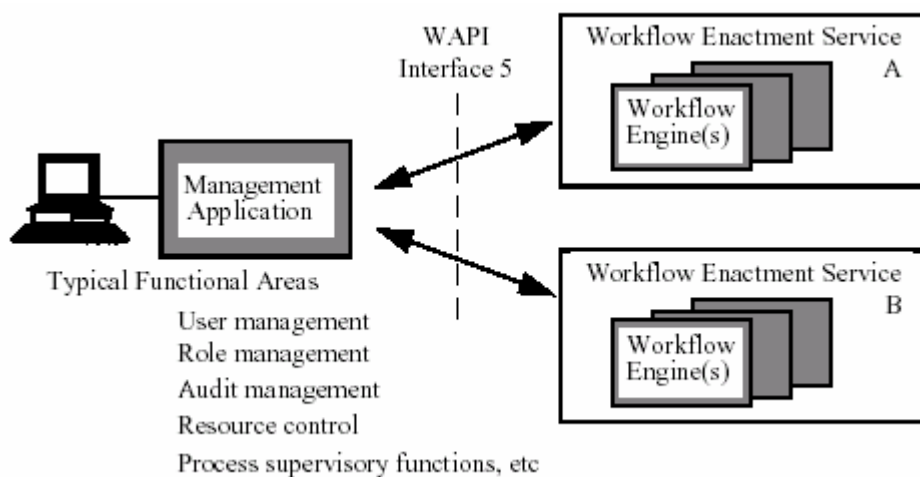 WAPI
Interface 5
Workflow Enactment Service
A
Workflow
Engine(s)
Management
Application
Typical Functional Areas
User management
Role management
Audit management
Resource control
Process supervisory functions, etc
Workflow Enactment Service
B
Workflow
Engine(s)